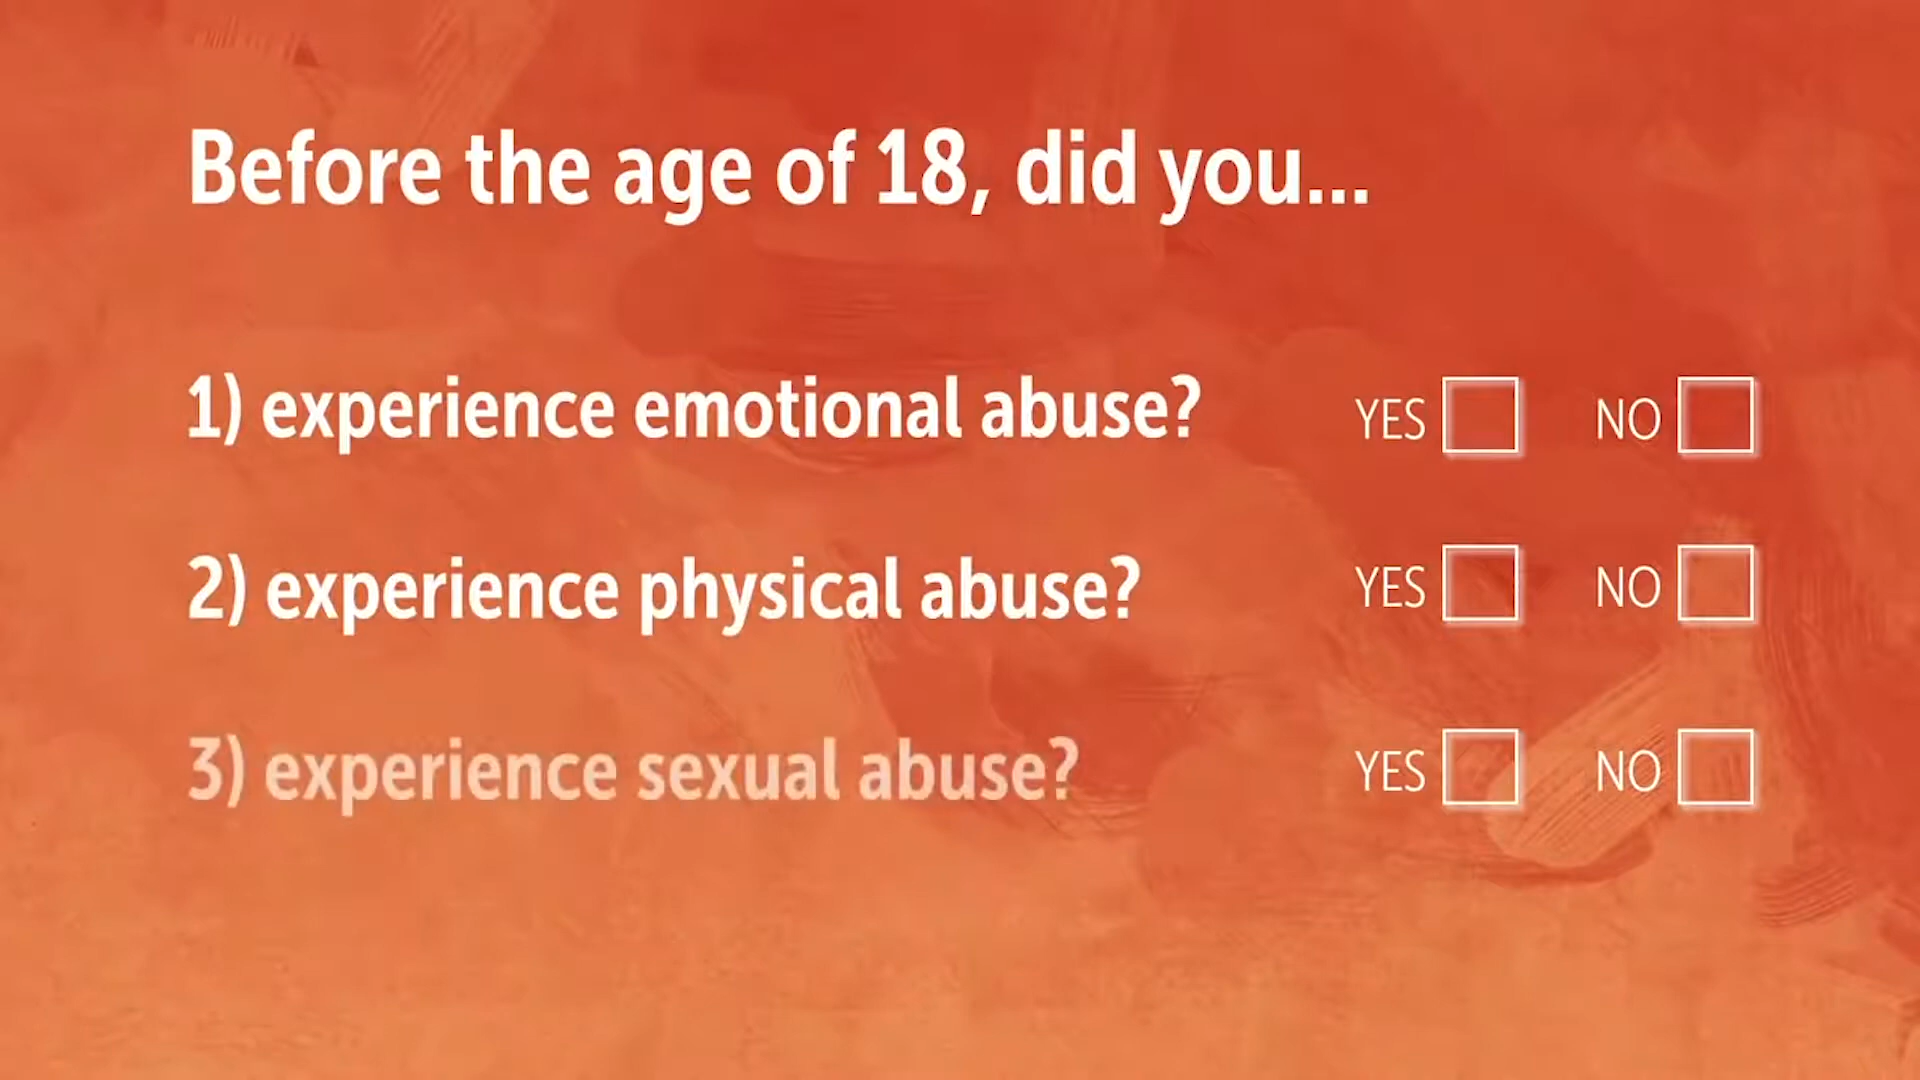 Before the age of 18, did you...
1) experience emotional abuse? YES NO
2) experience physical abuse? YES NO
3) experience sexual abuse? YES NO